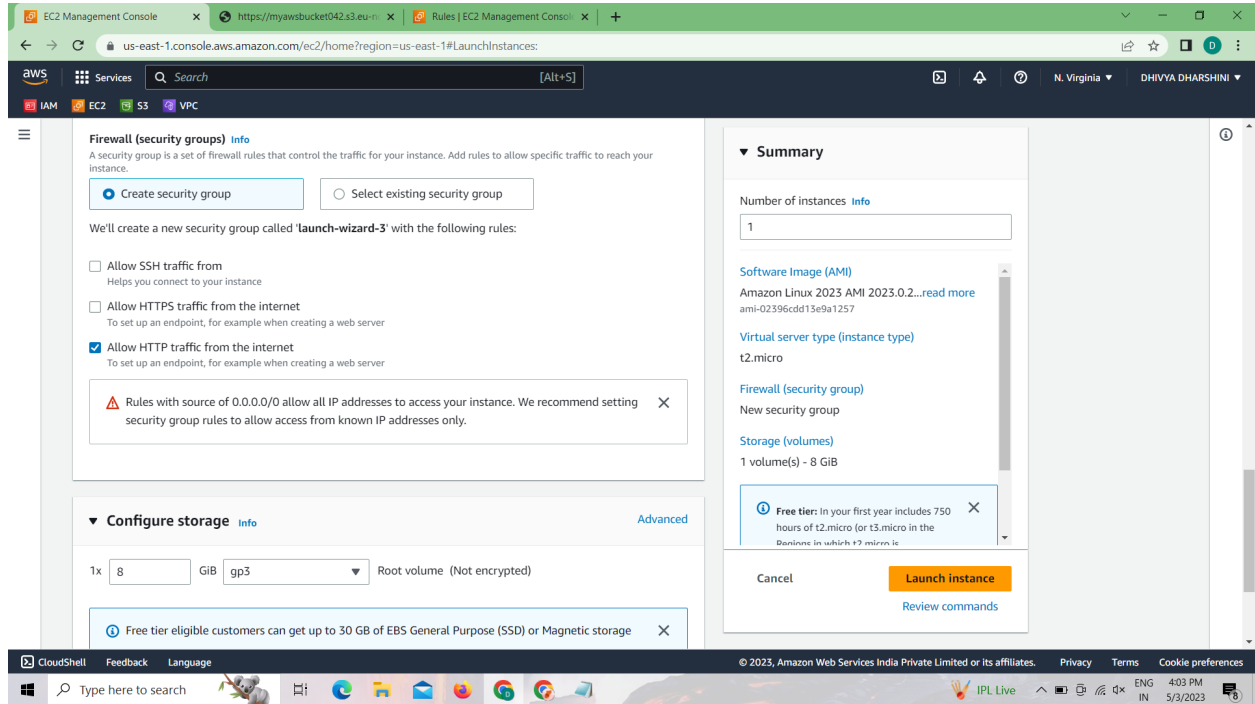 EC2 Management Console
https://myawsbucket042.s3.eu-n
Rules | EC2 Management Consol
us-east-1.console.aws.amazon.com/ec2/home?region=us-east-1#LaunchInstances:
D
aws
Services
Search
[Alt+S]
N. Virginia
DHIVYA DHARSHINI
IAM
EC2
S3
VPC
Firewall (security groups) Info
A security group is a set of firewall rules that control the traffic for your instance. Add rules to allow specific traffic to reach your
instance.
Create security group
Select existing security group
We'll create a new security group called 'launch-wizard-3' with the following rules:
Allow SSH traffic from
Helps you connect to your instance
Allow HTTPS traffic from the internet
To set up an endpoint, for example when creating a web server
Allow HTTP traffic from the internet
To set up an endpoint, for example when creating a web server
Rules with source of 0.0.0.0/0 allow all IP addresses to access your instance. We recommend setting
security group rules to allow access from known IP addresses only.
Configure storage Info
Advanced
1x 8 GiB gp3 Root volume (Not encrypted)
Free tier eligible customers can get up to 30 GB of EBS General Purpose (SSD) or Magnetic storage
Summary
Number of instances Info
1
Software Image (AMI)
Amazon Linux 2023 AMI 2023.0.2...read more
ami-02396cdd13e9a1257
Virtual server type (instance type)
t2.micro
Firewall (security group)
New security group
Storage (volumes)
1 volume(s) - 8 GiB
Free tier: In your first year includes 750
hours of t2.micro (or t3.micro in the
Regions in which t2.micro is
Cancel
Launch instance
Review commands
CloudShell
Feedback
Language
© 2023, Amazon Web Services India Private Limited or its affiliates.
Privacy
Terms
Cookie preferences
Type here to search
IPL Live
ENG
IN
4:03 PM
5/3/2023
8